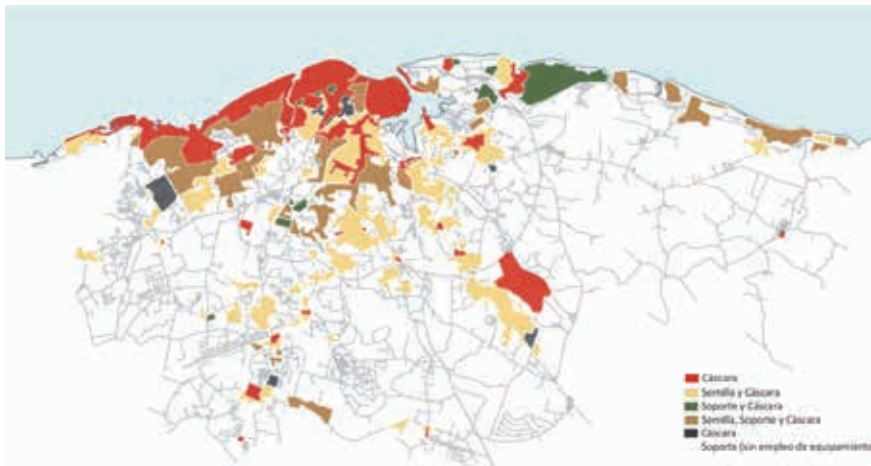 Cáscara
Semilla y Cáscara
Soporte y Cáscara
Semilla, Soporte y Cáscara
Cáscara
Soporte (sin empleo de equipamiento